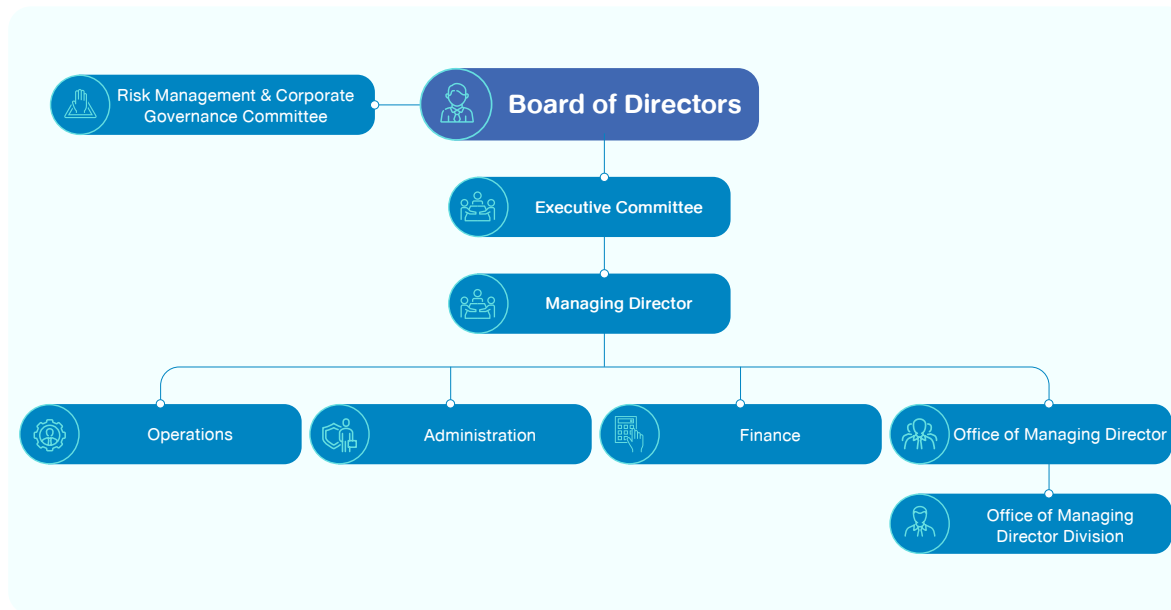 Risk Management & Corporate
Governance Committee
Board of Directors
Executive Committee
Managing Director
Operations
Administration
Finance
Office of Managing Director
Office of Managing
Director Division